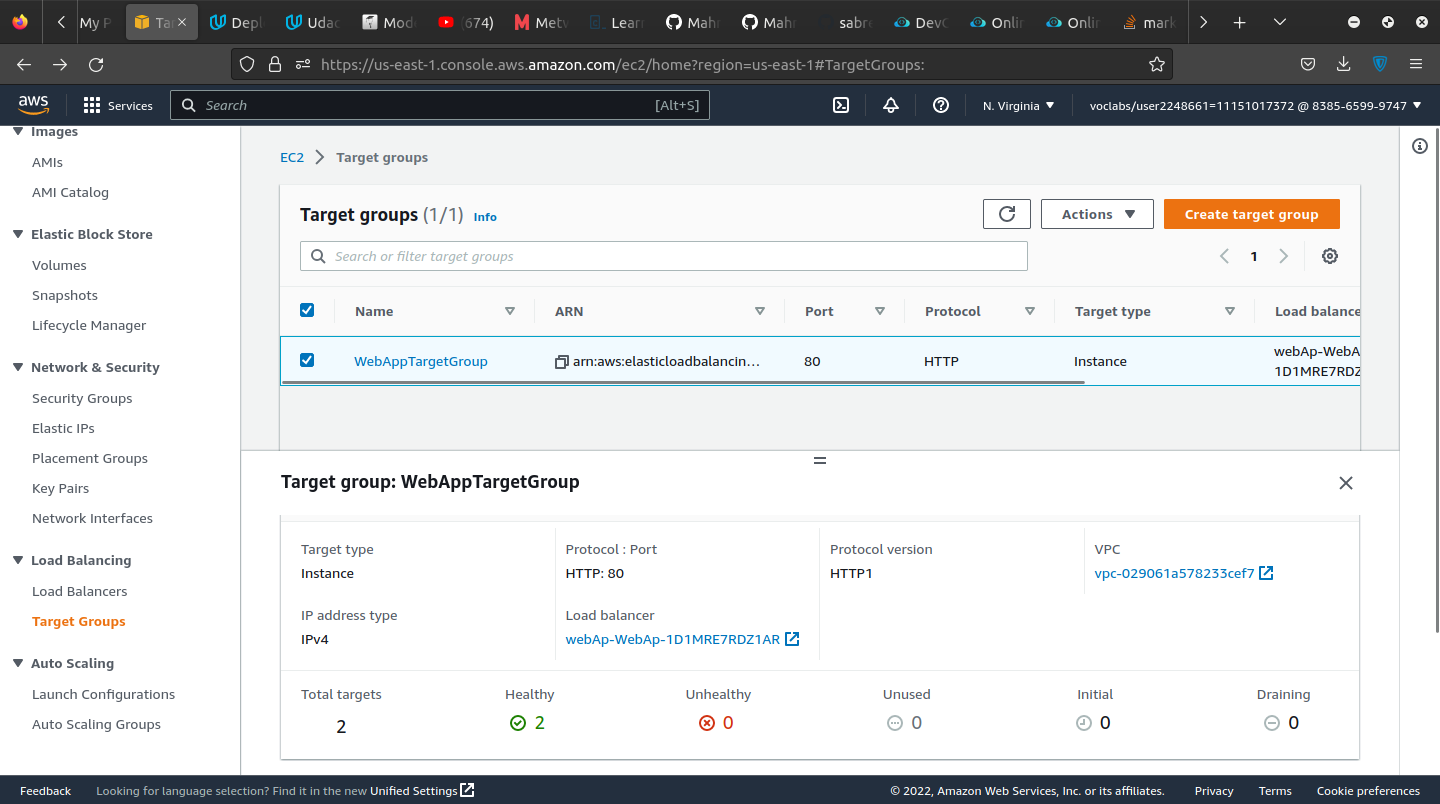 My P
Tar
Depl
Udac
Mode
(674)
Metw
Lear
Mahn
Mahn
sabre
DevC
Onlin
Onlin
mark
https://us-east-1.console.aws.amazon.com/ec2/home?region=us-east-1#TargetGroups:
aws
Services
Search
[Alt+S]
N. Virginia
voclabs/user2248661=11151017372 @ 8385-6599-9747
Images
AMIs
AMI Catalog
Elastic Block Store
Volumes
Snapshots
Lifecycle Manager
Network & Security
Security Groups
Elastic IPs
Placement Groups
Key Pairs
Network Interfaces
Load Balancing
Load Balancers
Target Groups
Auto Scaling
Launch Configurations
Auto Scaling Groups
EC2 Target groups
Target groups (1/1) Info
Actions
Create target group
Search or filter target groups
1
Name ARN Port Protocol Target type Load balance
WebAppTargetGroup arn:aws:elasticloadbalancin… 80 HTTP Instance webAp-WebA
1D1MRE7RDZ
Target group: WebAppTargetGroup
Target type Protocol : Port Protocol version VPC
Instance HTTP: 80 HTTP1 vpc-029061a578233cef7
IP address type Load balancer
IPv4 webAp-WebAp-1D1MRE7RDZ1AR
Total targets Healthy Unhealthy Unused Initial Draining
2 2 0 0 0 0
Feedback Looking for language selection? Find it in the new Unified Settings © 2022, Amazon Web Services, Inc. or its affiliates. Privacy Terms Cookie preferences